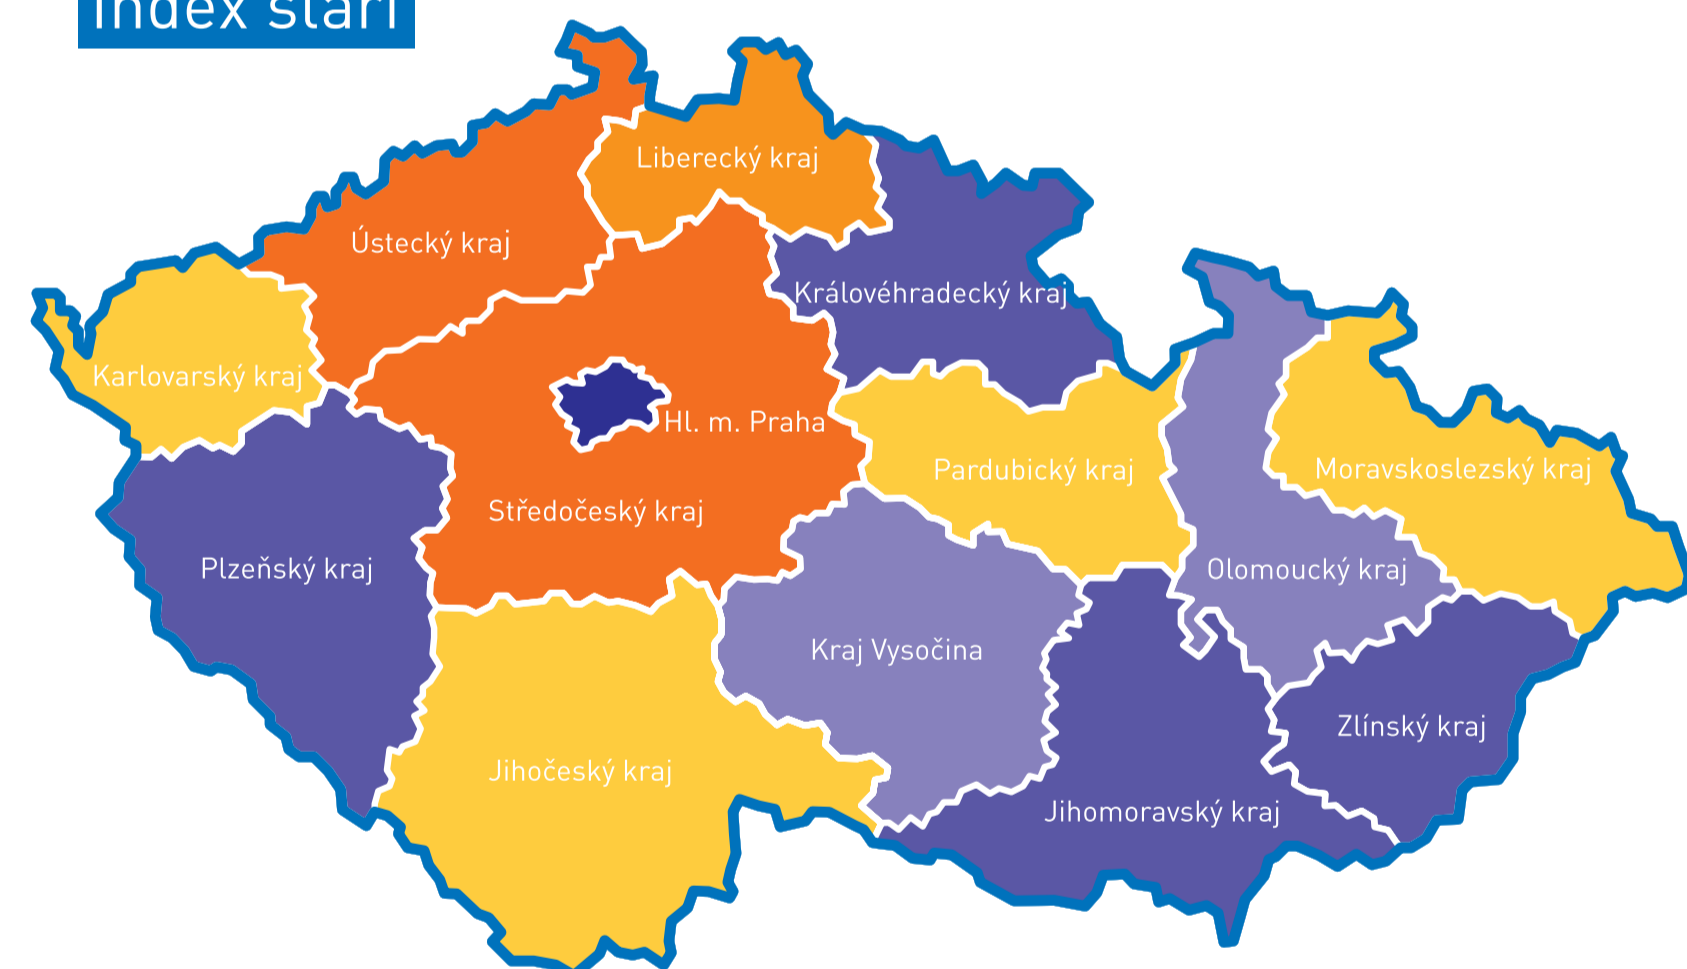 Index stáří
Liberecký kraj
Ústecký kraj
Královéhradecký kraj
Karlovarský kraj
Hl. m. Praha
Pardubický kraj
Moravskoslezský kraj
Středočeský kraj
Plzeňský kraj
Olomoucký kraj
Kraj Vysočina
Zlínský kraj
Jihočeský kraj
Jihomoravský kraj